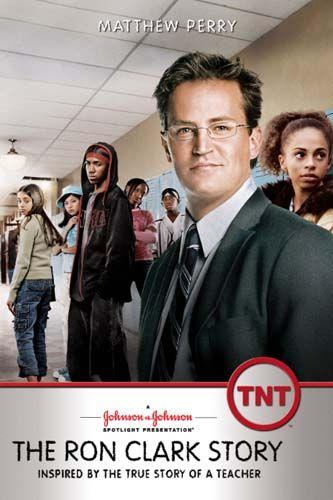 MATTHEW PERRY
TNT
A
Johnson & Johnson
SPOTLIGHT PRESENTATION
THE RON CLARK STORY
INSPIRED BY THE TRUE STORY OF A TEACHER